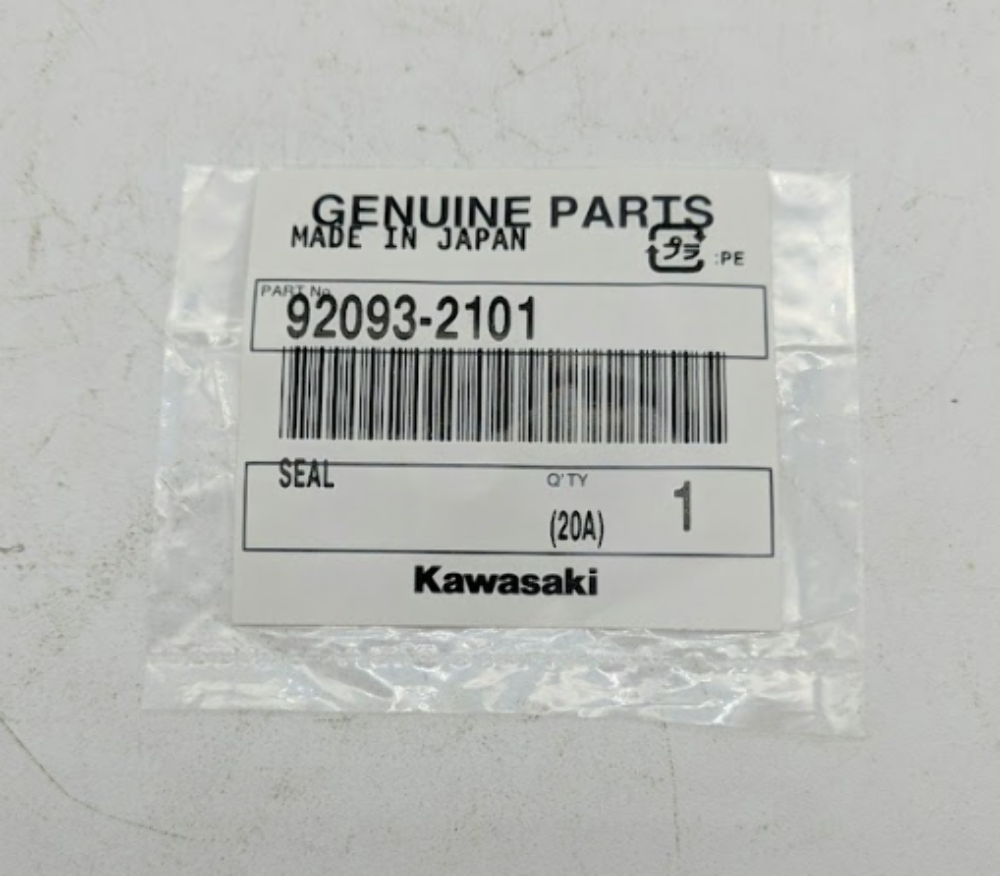 GENUINE PARTS
MADE IN JAPAN
プラ :PE
PART No.
92093-2101
SEAL
Q'TY
(20A) 1
Kawasaki